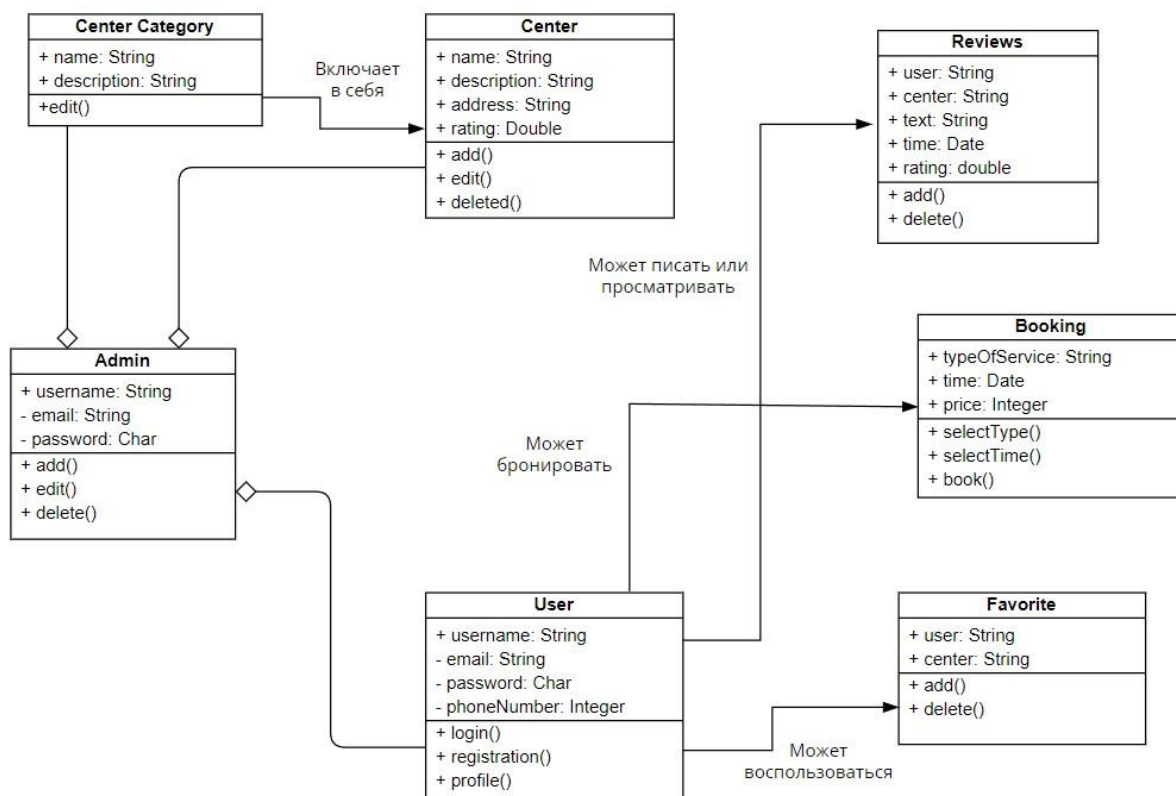 Center Category
+ name: String
+ description: String
+edit()
Включает
в себя
Center
+ name: String
+ description: String
+ address: String
+ rating: Double
+ add()
+ edit()
+ deleted()
Reviews
+ user: String
+ center: String
+ text: String
+ time: Date
+ rating: double
+ add()
+ delete()
Может писать или
просматривать
Admin
+ username: String
- email: String
- password: Char
+ add()
+ edit()
+ delete()
Может
бронировать
Booking
+ typeOfService: String
+ time: Date
+ price: Integer
+ selectType()
+ selectTime()
+ book()
User
+ username: String
- email: String
- password: Char
- phoneNumber: Integer
+ login()
+ registration()
+ profile()
Может
воспользоваться
Favorite
+ user: String
+ center: String
+ add()
+ delete()